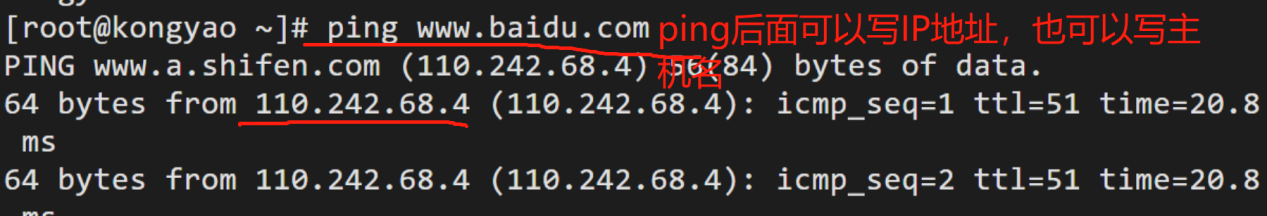 [root@kongyao ~]# ping www.baidu.com ping后面可以写IP地址，也可以写主
机名
PING www.a.shifen.com (110.242.68.4) 56(84) bytes of data.
64 bytes from 110.242.68.4 (110.242.68.4): icmp_seq=1 ttl=51 time=20.8
ms
64 bytes from 110.242.68.4 (110.242.68.4): icmp_seq=2 ttl=51 time=20.8
ms